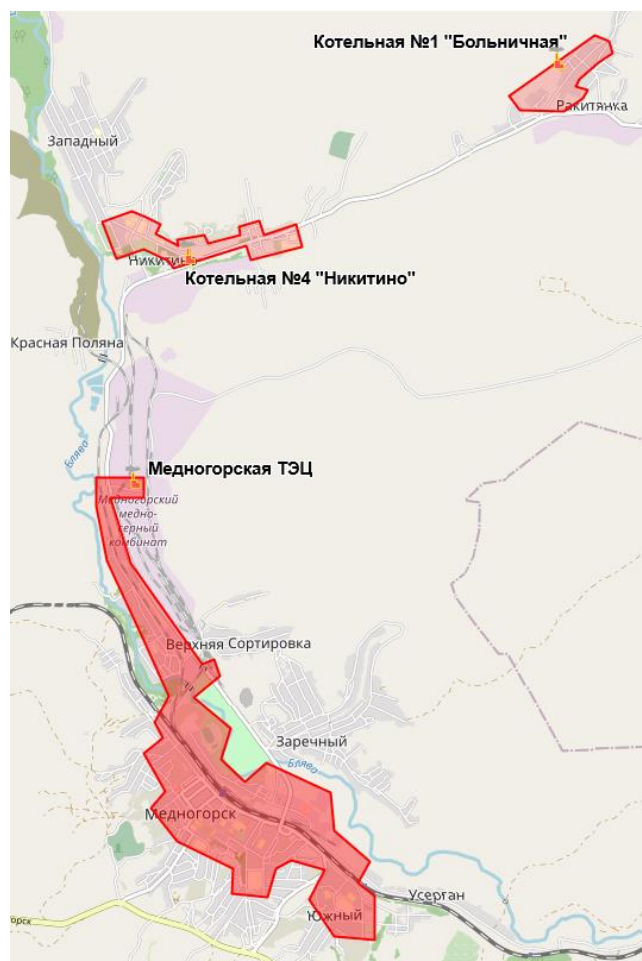 Котельная №1 "Больничная"
Ракитянка
Западный
Никитино
Котельная №4 "Никитино"
Красная Поляна
Блява
Медногорская ТЭЦ
Медногорский
медно-
серный
комбинат
Верхняя Сортировка
Заречный
Блява
Медногорск
Усерган
Южный
орск